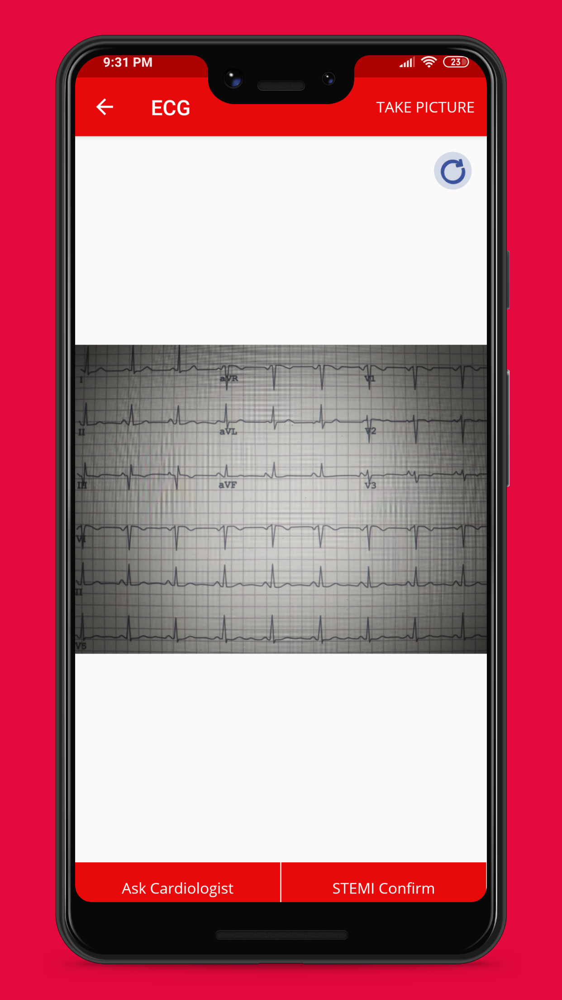 9:31 PM
23
ECG
TAKE PICTURE
I
aVR
V1
II
aVL
V2
III
aVF
V3
V1
II
V5
Ask Cardiologist
STEMI Confirm